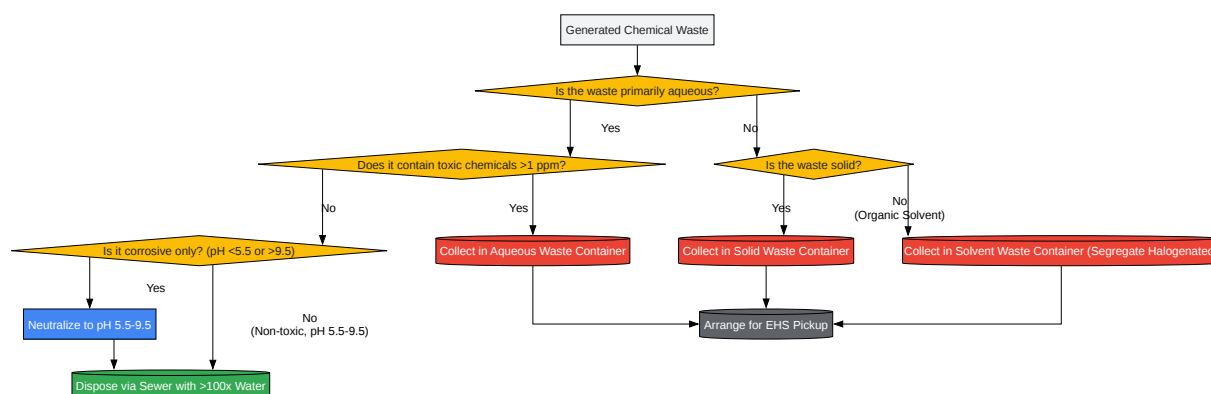 Generated Chemical Waste
Is the waste primarily aqueous?
Yes
No
Does it contain toxic chemicals >1 ppm?
Is the waste solid?
No
Yes
Yes
No
(Organic Solvent)
Is it corrosive only? (pH <5.5 or >9.5)
Collect in Aqueous Waste Container
Collect in Solid Waste Container
Collect in Solvent Waste Container (Segregate Halogenated
Yes
No
(Non-toxic, pH 5.5-9.5)
Neutralize to pH 5.5-9.5
Arrange for EHS Pickup
Dispose via Sewer with >100x Water